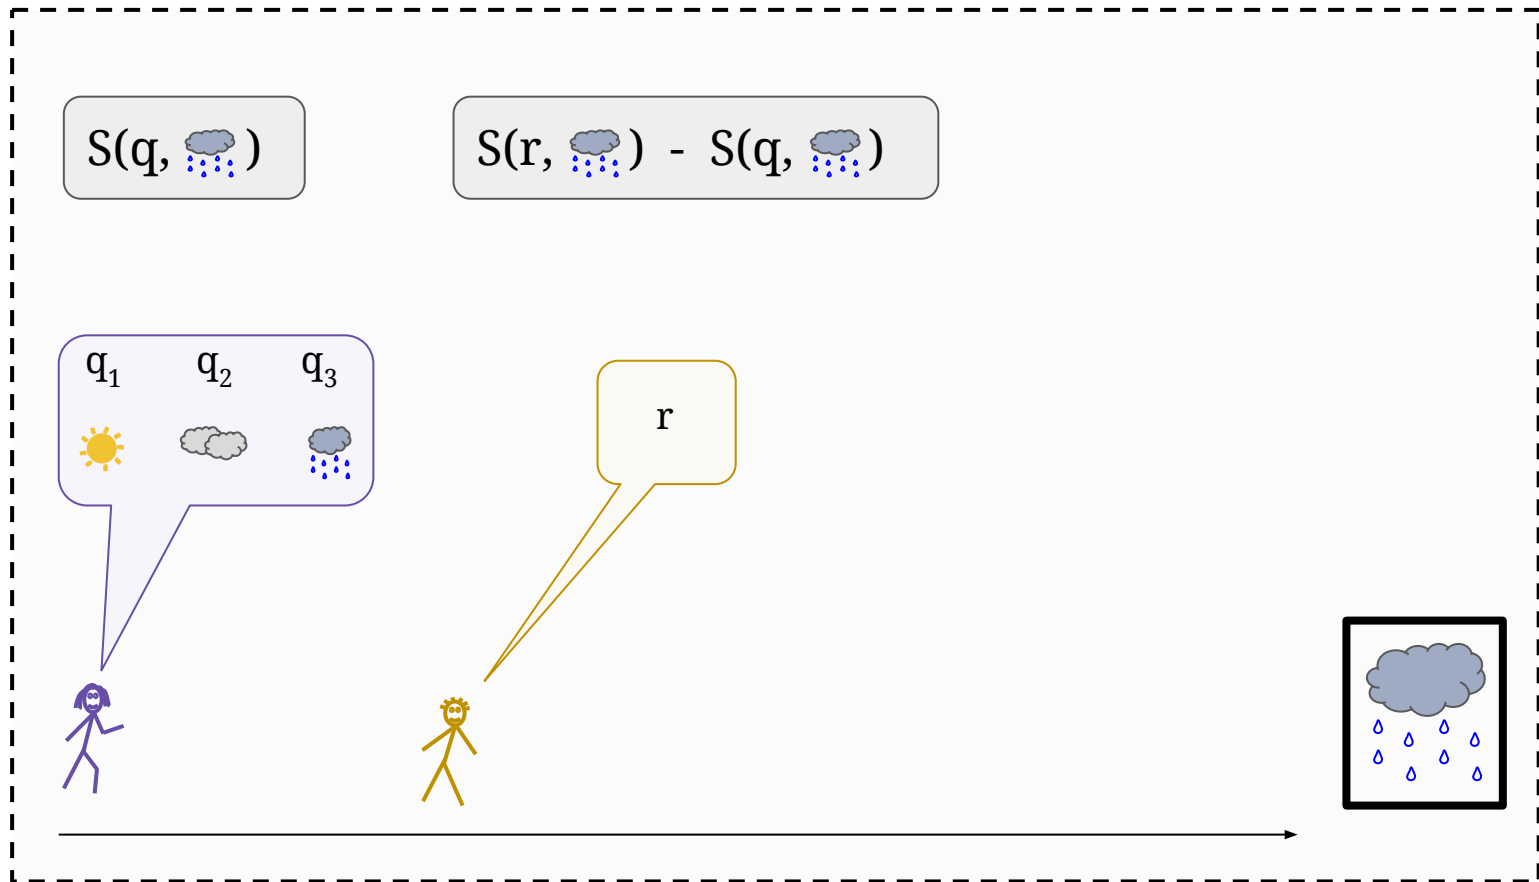 S(q, )
S(r, ) - S(q, )
q1 q2 q3
r